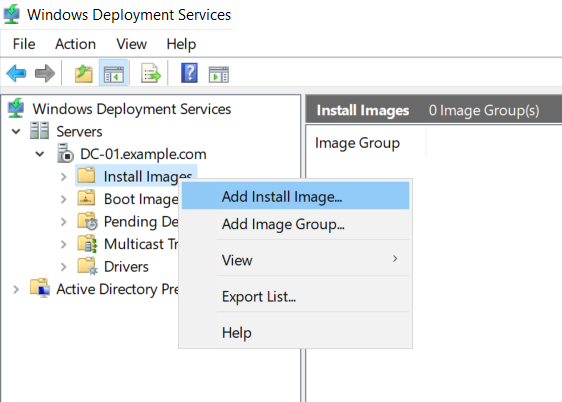 Windows Deployment Services
File Action View Help
Windows Deployment Services
Servers
DC-01.example.com
Install Images
Boot Image
Pending De
Multicast Tr
Drivers
Active Directory Pre
Install Images 0 Image Group(s)
Image Group
Add Install Image...
Add Image Group...
View
Export List...
Help